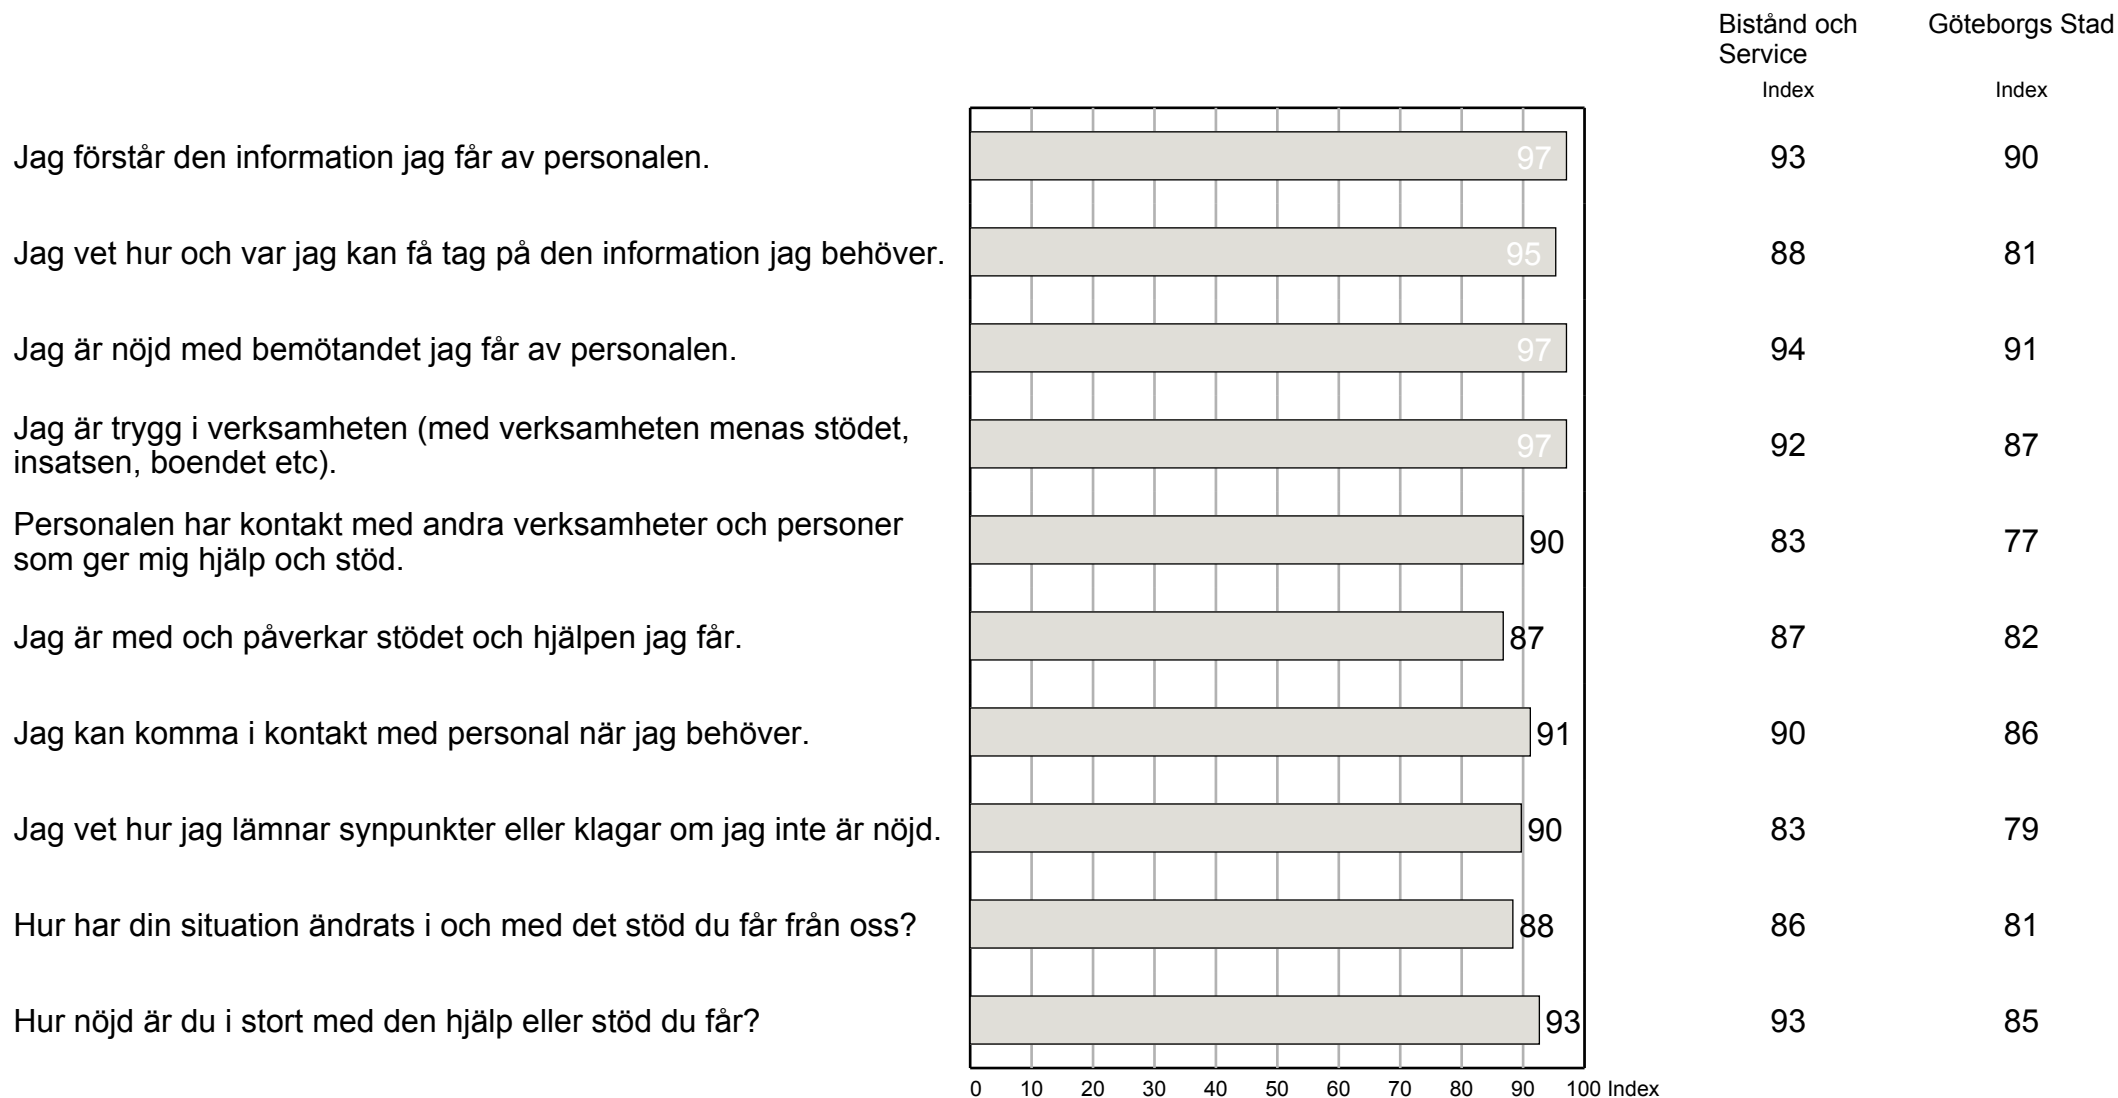 Bistånd och Göteborgs Stad
Service
Index Index
Jag förstår den information jag får av personalen. 97 93 90
Jag vet hur och var jag kan få tag på den information jag behöver. 95 88 81
Jag är nöjd med bemötandet jag får av personalen. 97 94 91
Jag är trygg i verksamheten (med verksamheten menas stödet,
insatsen, boendet etc). 97 92 87
Personalen har kontakt med andra verksamheter och personer
som ger mig hjälp och stöd. 90 83 77
Jag är med och påverkar stödet och hjälpen jag får. 87 87 82
Jag kan komma i kontakt med personal när jag behöver. 91 90 86
Jag vet hur jag lämnar synpunkter eller klagar om jag inte är nöjd. 90 83 79
Hur har din situation ändrats i och med det stöd du får från oss? 88 86 81
Hur nöjd är du i stort med den hjälp eller stöd du får? 93 93 85
0 10 20 30 40 50 60 70 80 90 100 Index